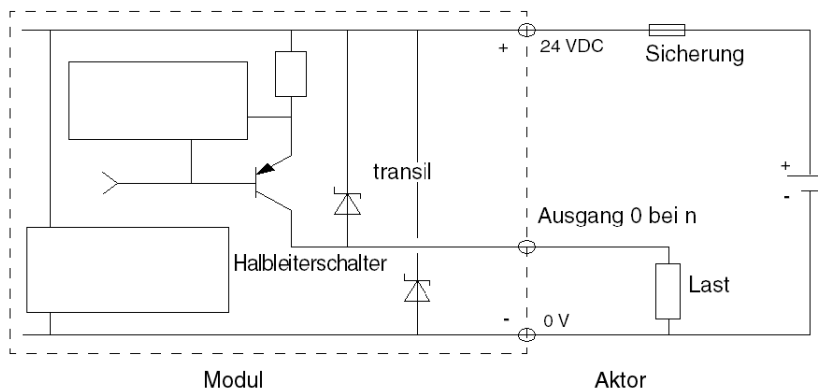 + 24 VDC
Sicherung
transil
+
-
Ausgang 0 bei n
Halbleiterschalter
Last
- 0 V
Modul Aktor